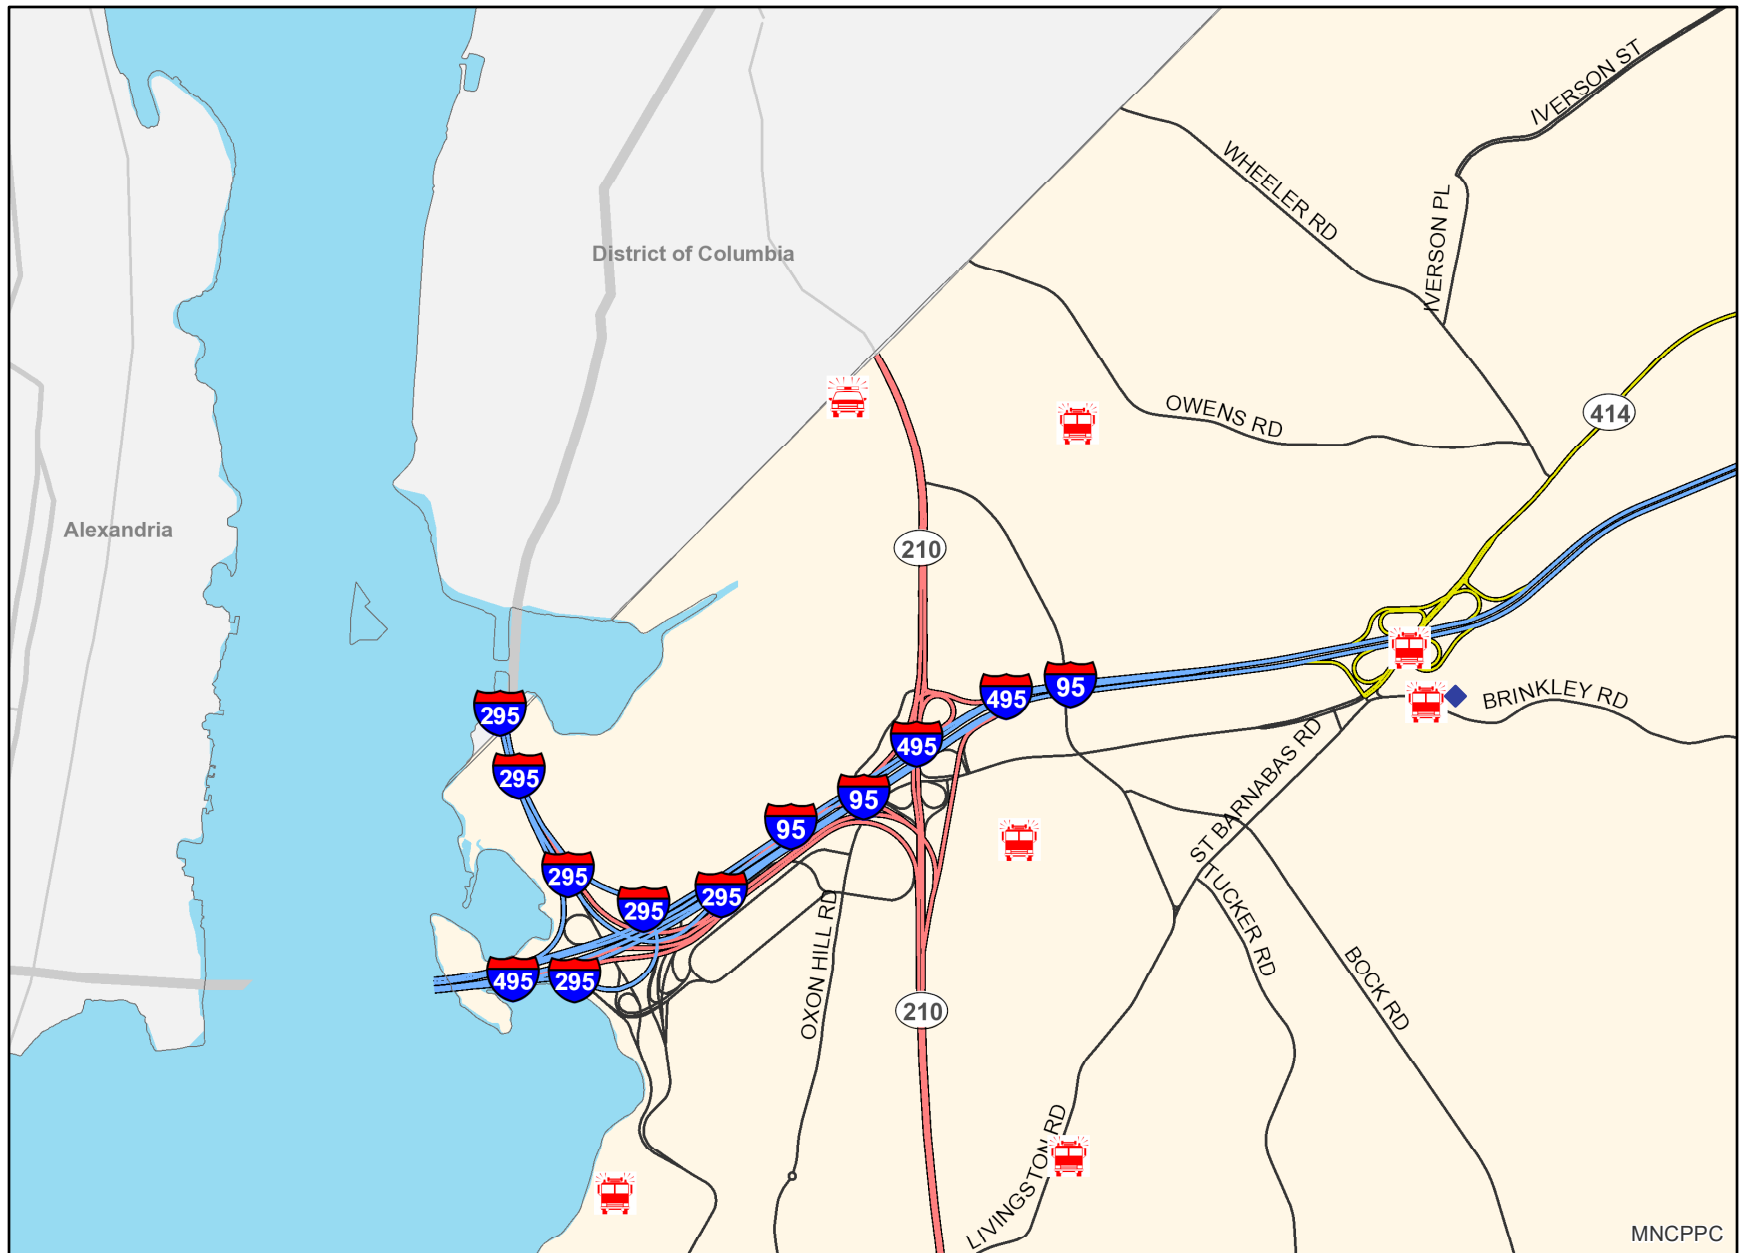 IVERSON ST
WHEELER RD
IVERSON PL
District of Columbia
OWENS RD
414
Alexandria
210
495
95
295
BRINKLEY RD
495
295
ST BARNABAS RD
95
95
295
295
295
TUCKER RD
OXON HILL RD
BOCK RD
495
295
210
LIVINGSTON RD
MNCPPC